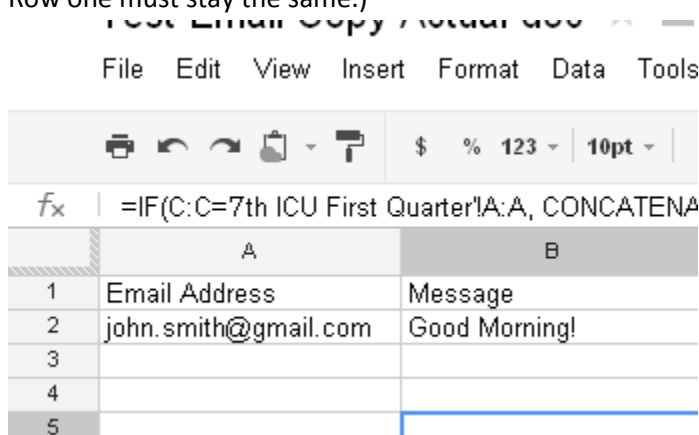 Row one must stay the same.)
Test Email Copy Actual doc
File Edit View Insert Format Data Tools
$ % 123 10pt
fx =IF(C:C=7th ICU First Quarter'!A:A, CONCATENA
A B
1 Email Address Message
2 john.smith@gmail.com Good Morning!
3
4
5